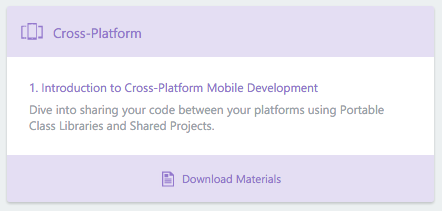 Cross-Platform
1. Introduction to Cross-Platform Mobile Development
Dive into sharing your code between your platforms using Portable
Class Libraries and Shared Projects.
Download Materials